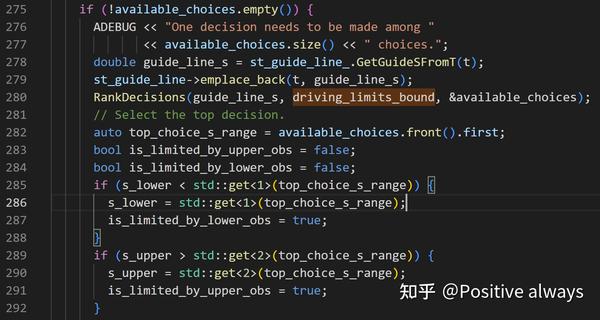 275 if (!available_choices.empty()) {
276 ADEBUG << "One decision needs to be made among "
277 << available_choices.size() << " choices.";
278 double guide_line_s = st_guide_line_.GetGuideSFromT(t);
279 st_guide_line->emplace_back(t, guide_line_s);
280 RankDecisions(guide_line_s, driving_limits_bound, &available_choices);
281 // Select the top decision.
282 auto top_choice_s_range = available_choices.front().first;
283 bool is_limited_by_upper_obs = false;
284 bool is_limited_by_lower_obs = false;
285 if (s_lower < std::get<1>(top_choice_s_range)) {
286 s_lower = std::get<1>(top_choice_s_range);
287 is_limited_by_lower_obs = true;
288 }
289 if (s_upper > std::get<2>(top_choice_s_range)) {
290 s_upper = std::get<2>(top_choice_s_range);
291 is_limited_by_upper_obs = true;
292 }
知乎 @Positive always